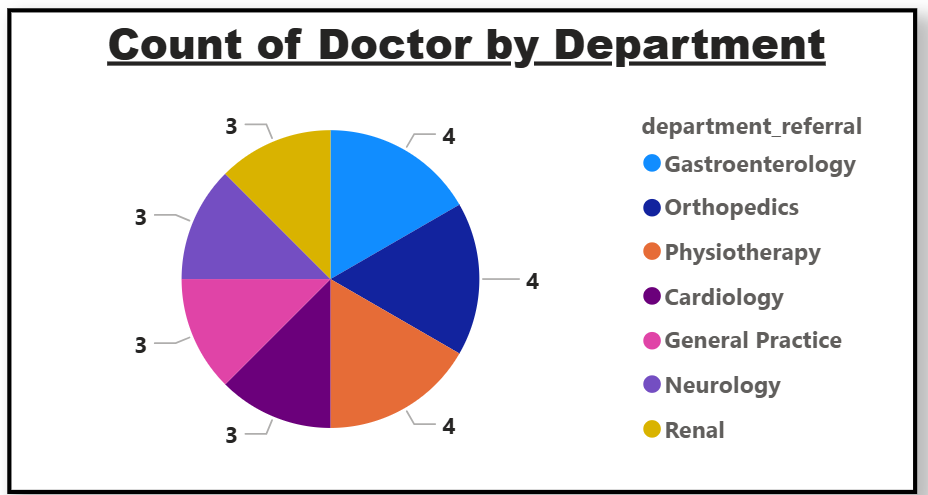 Count of Doctor by Department
3
4
3
4
3
3
4
department_referral
Gastroenterology
Orthopedics
Physiotherapy
Cardiology
General Practice
Neurology
Renal